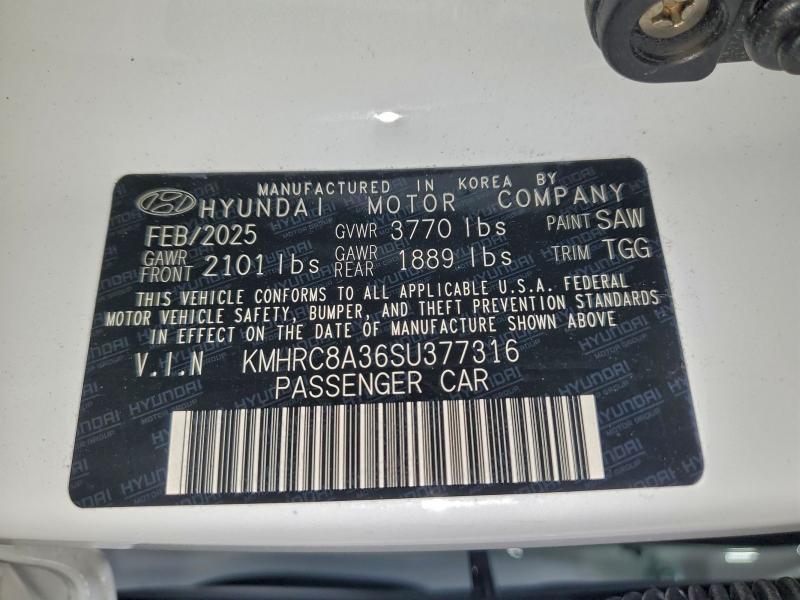 MANUFACTURED IN KOREA BY
HYUNDAI MOTOR COMPANY
FEB/2025 GVWR 3770 lbs PAINT SAW
GAWR FRONT 2101 lbs GAWR REAR 1889 lbs TRIM TGG
THIS VEHICLE CONFORMS TO ALL APPLICABLE U.S.A. FEDERAL
MOTOR VEHICLE SAFETY, BUMPER, AND THEFT PREVENTION STANDARDS
IN EFFECT ON THE DATE OF MANUFACTURE SHOWN ABOVE
V.I.N KMHRC8A36SU377316
PASSENGER CAR